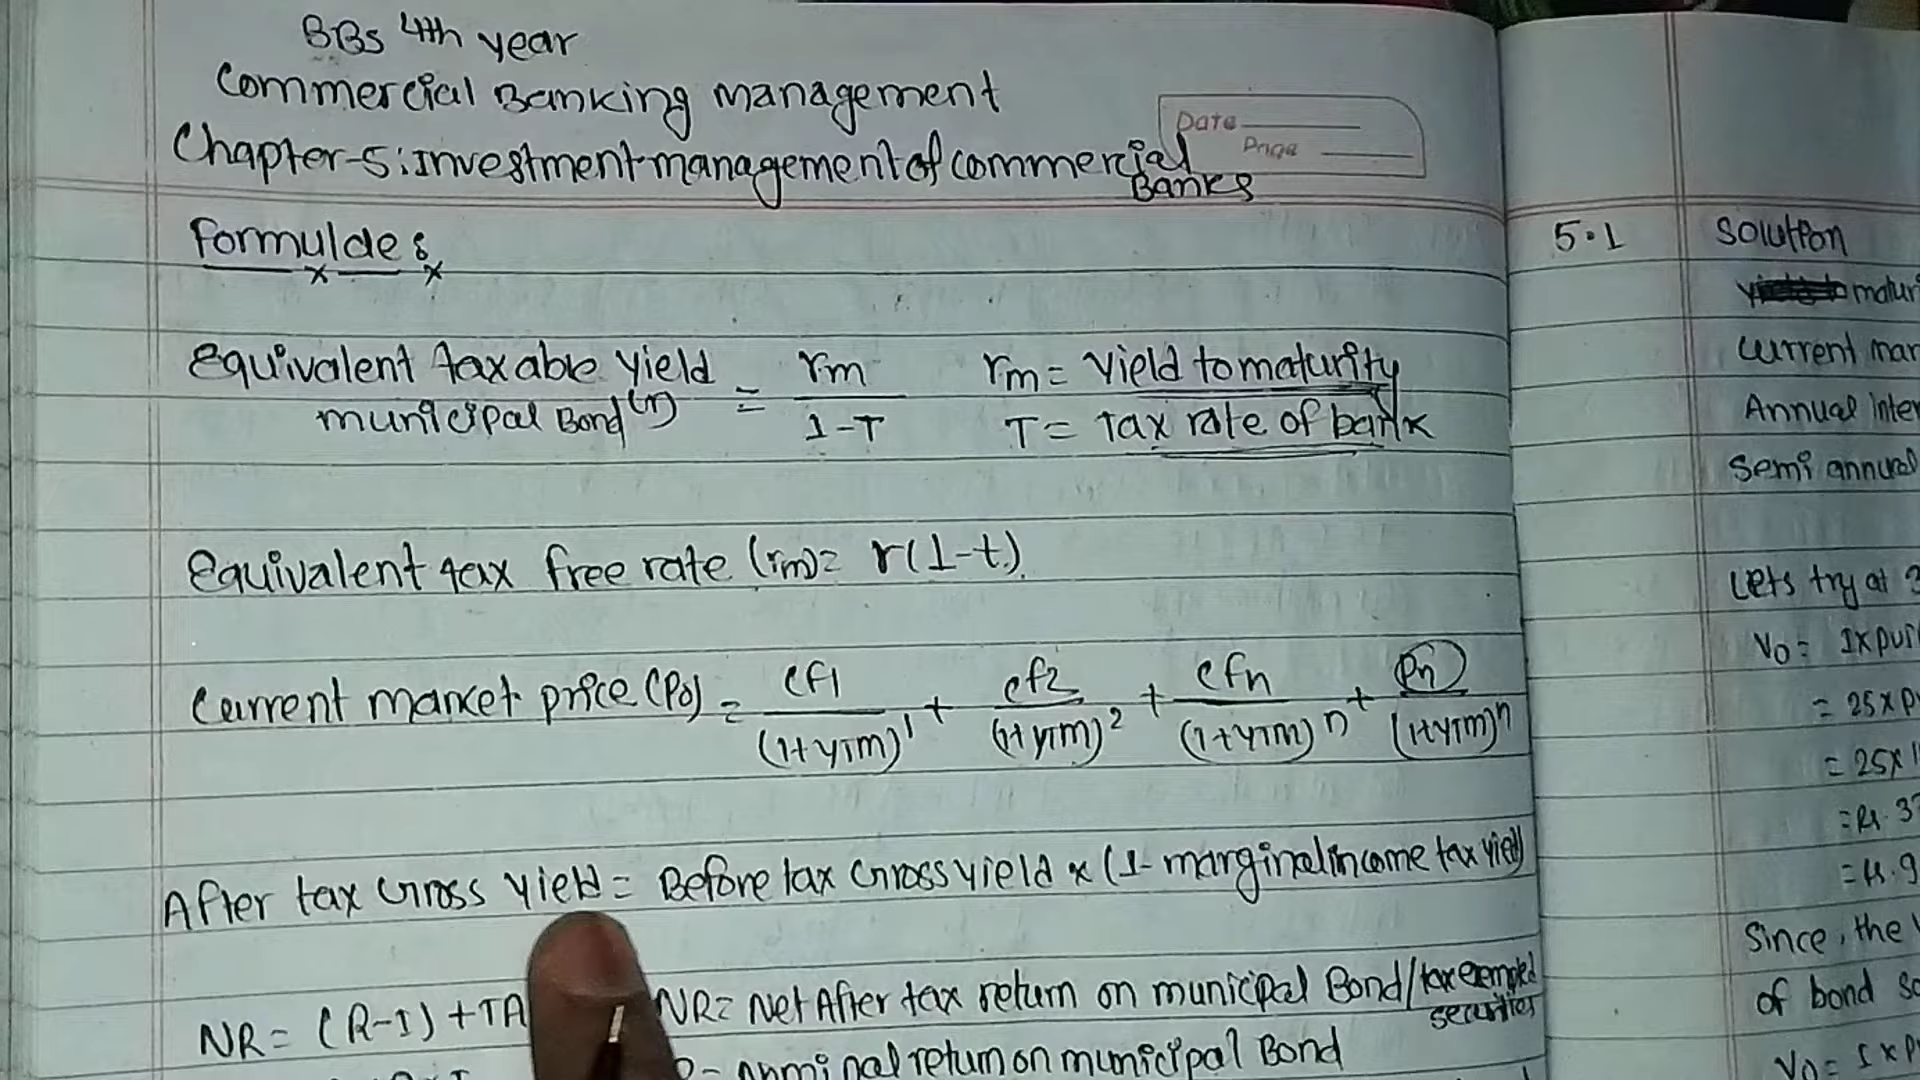 BBs 4th year
Commercial Banking management
Chapter-5: Investment management of commercial Banks
Date
Page
Formulae:
Equivalent taxable yield municipal Bond (r) = rm / 1-T
rm = Yield to maturity
T = Tax rate of bank
Equivalent tax free rate (rm) = r(1-t)
Current market price (P0) = CF1 / (1+YTM)^1 + CF2 / (1+YTM)^2 + CFn / (1+YTM)^n + Pn / (1+YTM)^n
After tax Gross yield = Before tax Gross yield x (1- marginal income tax yield)
NR = (R-I) + TA
NR = Net After tax return on municipal Bond / tax exempted securities
nominal return on municipal Bond
5.1 Solution
Current mar
Annual inter
Semi annual
Lets try at 3
V0 = I x
= 25 x
= 25 x
= Rs. 37
= Rs. 9
Since, the
of bond
V0 = I x